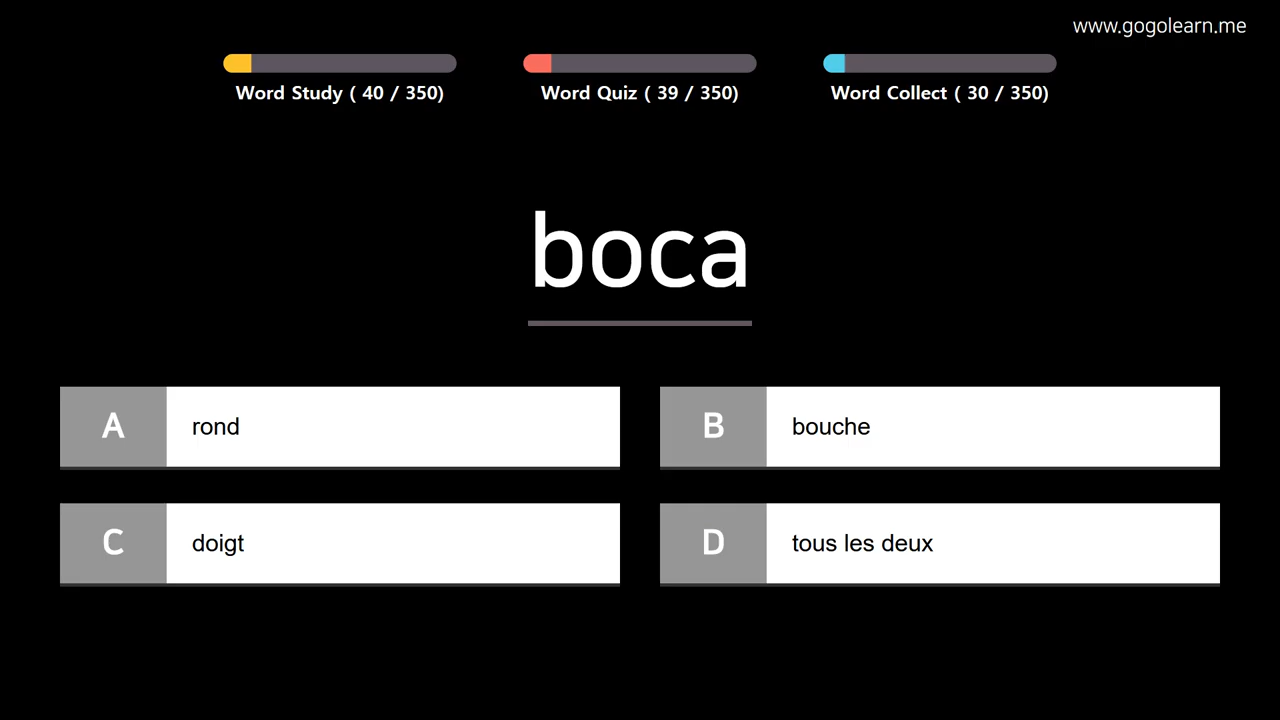 www.gogolearn.me
Word Study ( 40 / 350)
Word Quiz ( 39 / 350)
Word Collect ( 30 / 350)
boca
A rond
B bouche
C doigt
D tous les deux